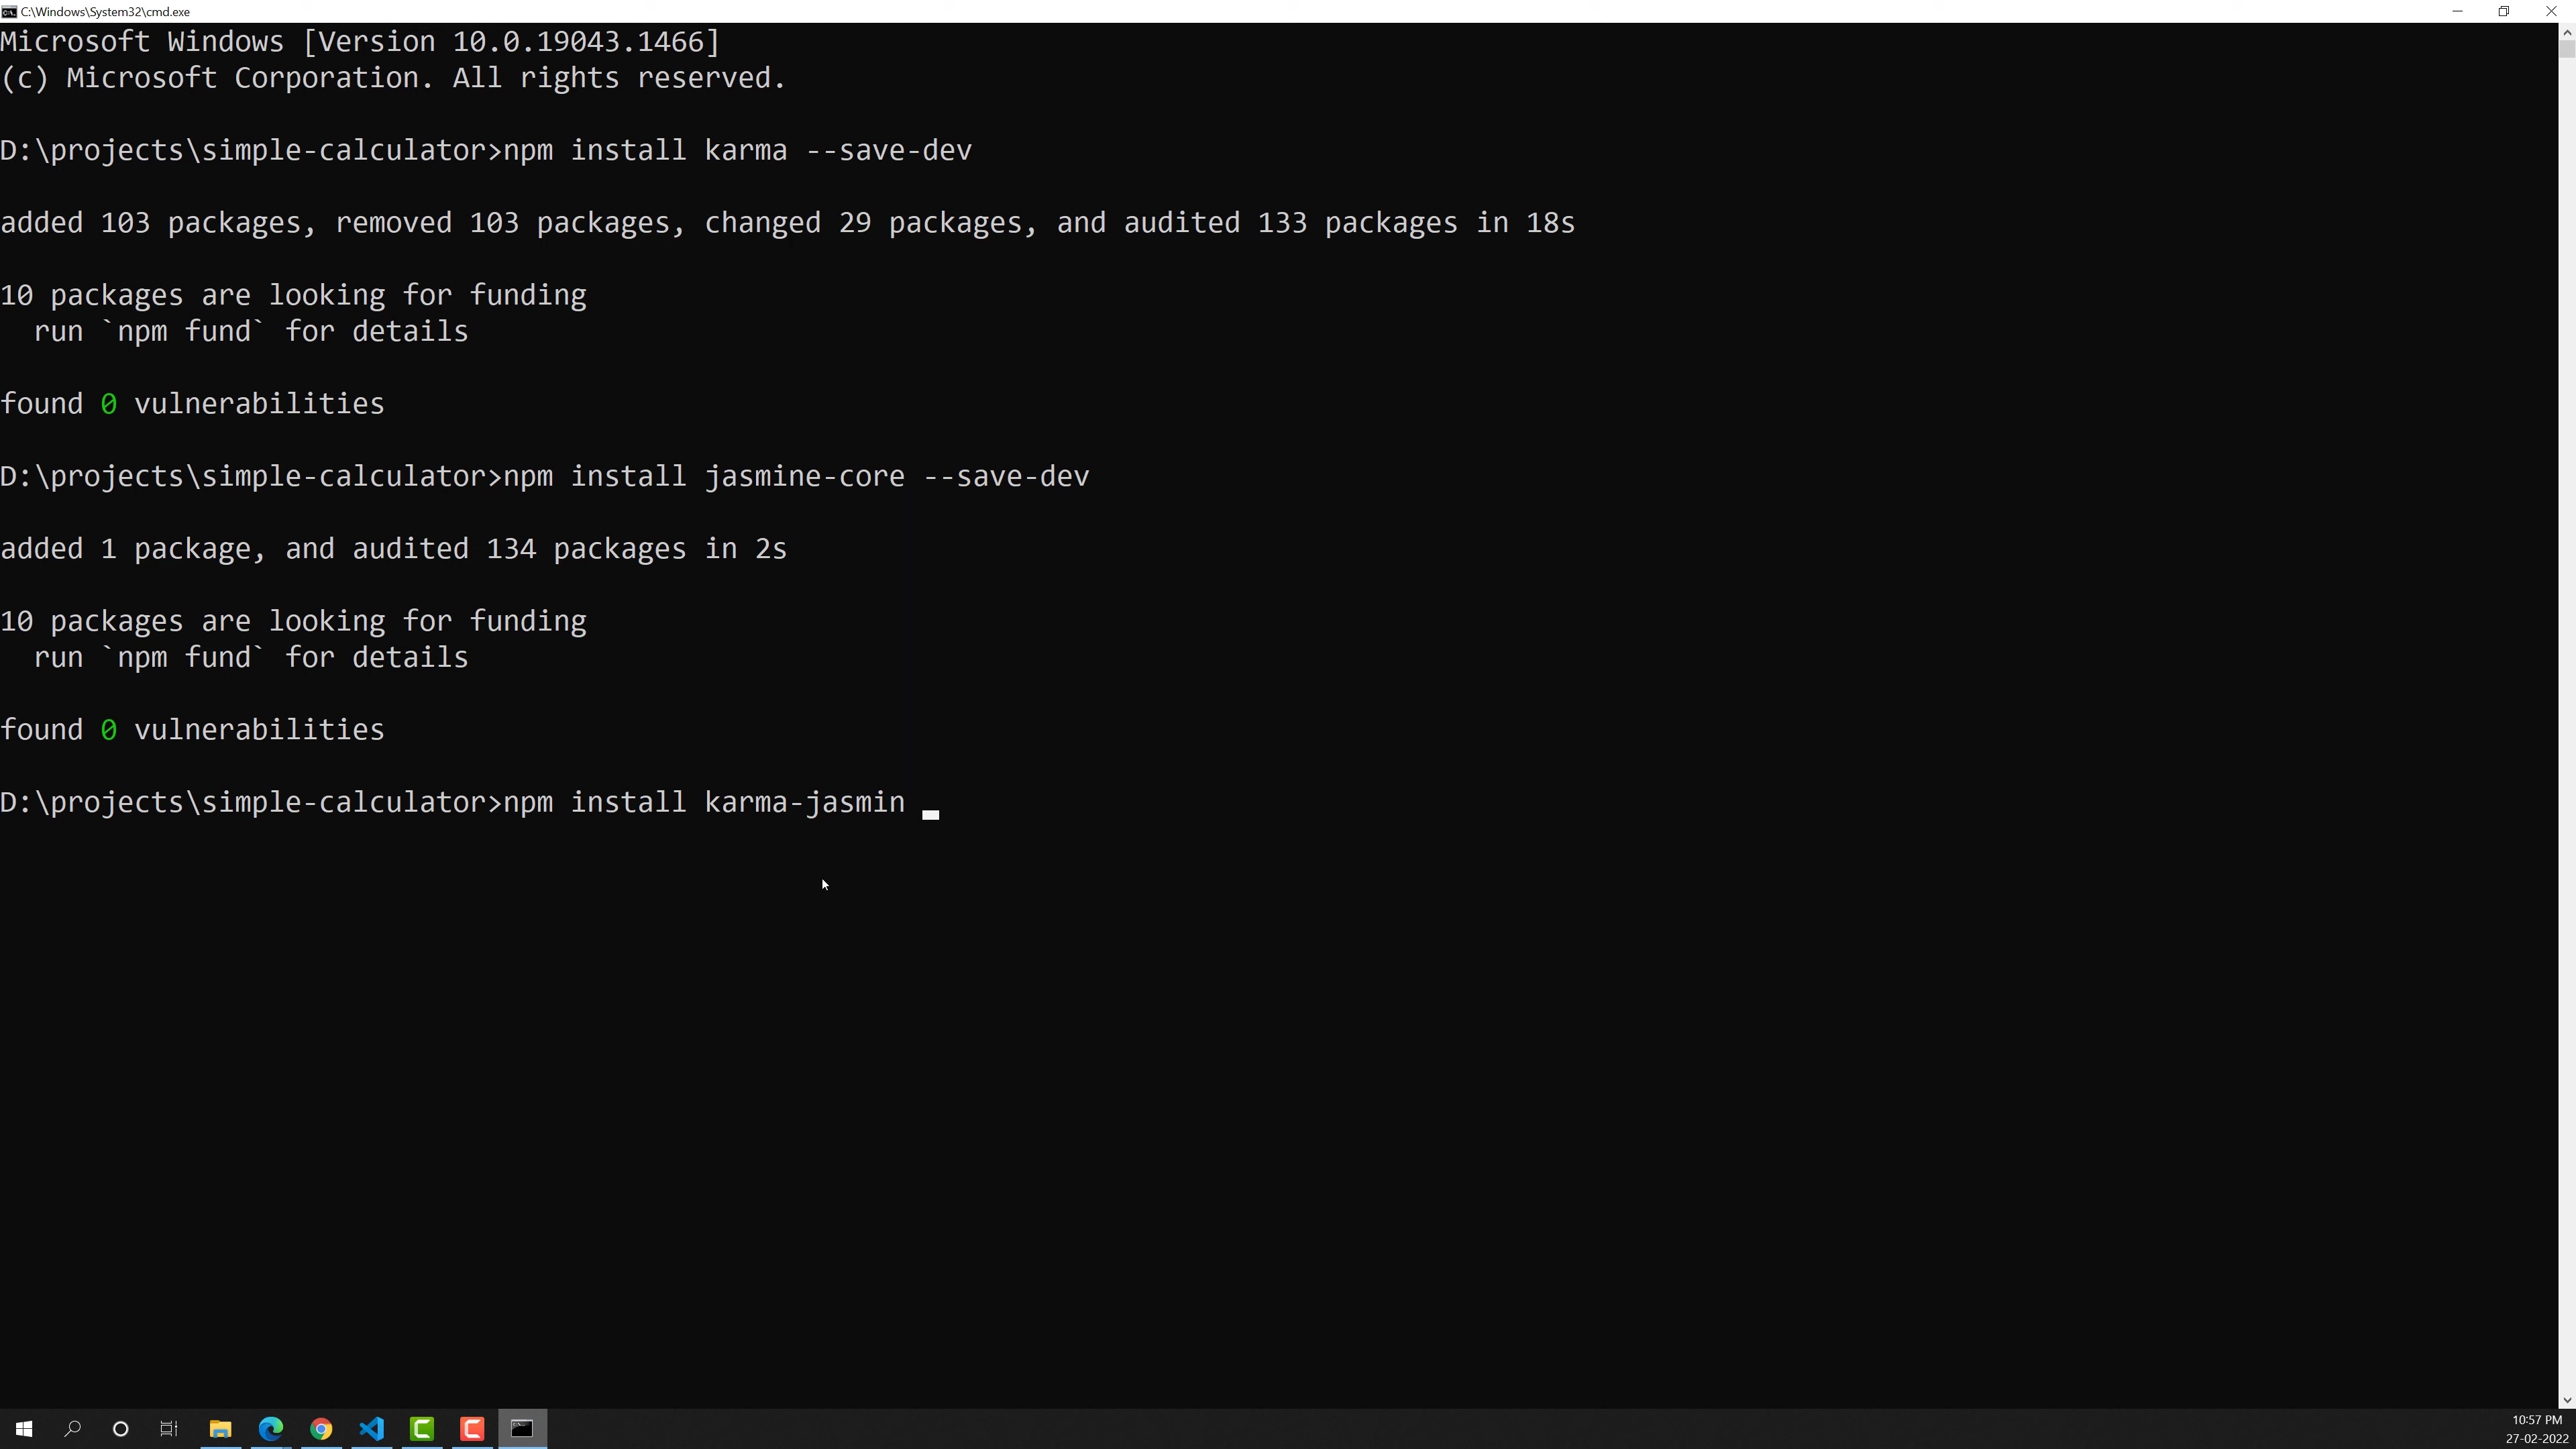 C:\Windows\System32\cmd.exe
Microsoft Windows [Version 10.0.19043.1466]
(c) Microsoft Corporation. All rights reserved.
D:\projects\simple-calculator>npm install karma --save-dev
added 103 packages, removed 103 packages, changed 29 packages, and audited 133 packages in 18s
10 packages are looking for funding
  run `npm fund` for details
found 0 vulnerabilities
D:\projects\simple-calculator>npm install jasmine-core --save-dev
added 1 package, and audited 134 packages in 2s
10 packages are looking for funding
  run `npm fund` for details
found 0 vulnerabilities
D:\projects\simple-calculator>npm install karma-jasmin
10:57 PM
27-02-2022